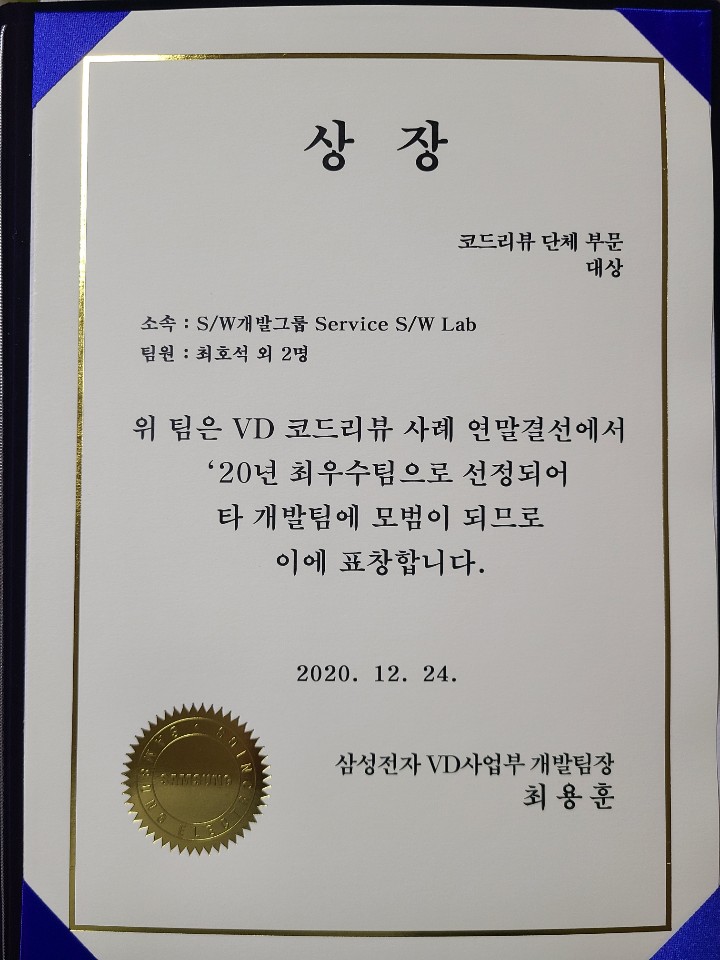 상 장
코드리뷰 단체 부문
대상
소속 : S/W개발그룹 Service S/W Lab
팀원 : 최호석 외 2명
위 팀은 VD 코드리뷰 사례 연말결선에서
‘20년 최우수팀으로 선정되어
타 개발팀에 모범이 되므로
이에 표창합니다.
2020. 12. 24.
삼성전자 VD사업부 개발팀장
최 용 훈
SAMSUNG